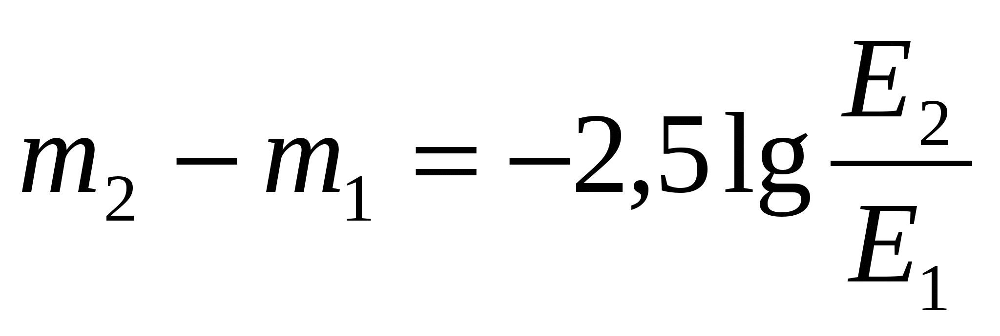 m₂ − m₁ = −2,5 lg E₂/E₁